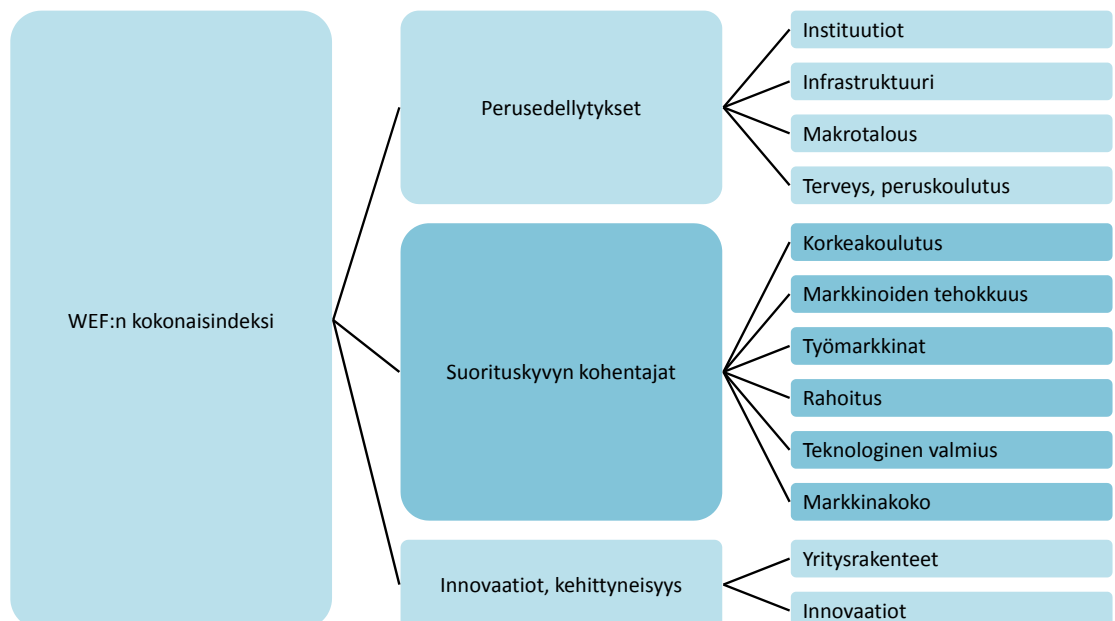 WEF:n kokonaisindeksi
Perusedellytykset
Instituutiot
Infrastruktuuri
Makrotalous
Terveys, peruskoulutus
Suorituskyvyn kohentajat
Korkeakoulutus
Markkinoiden tehokkuus
Työmarkkinat
Rahoitus
Teknologinen valmius
Markkinakoko
Innovaatiot, kehittyneisyys
Yritysrakenteet
Innovaatiot